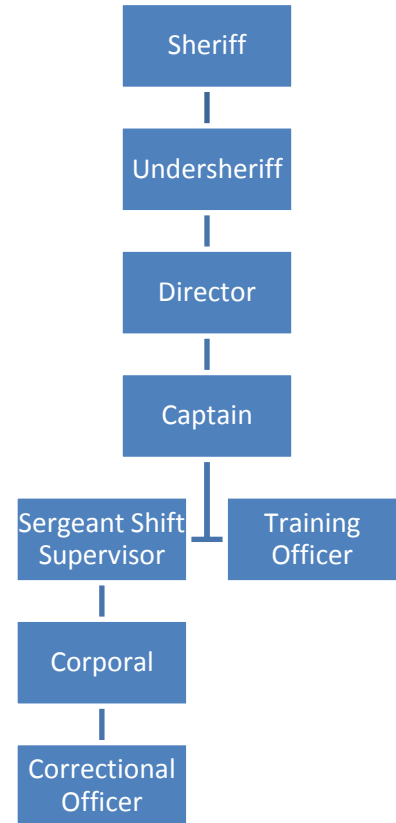 Sheriff
Undersheriff
Director
Captain
Sergeant Shift
Supervisor
Training
Officer
Corporal
Correctional
Officer